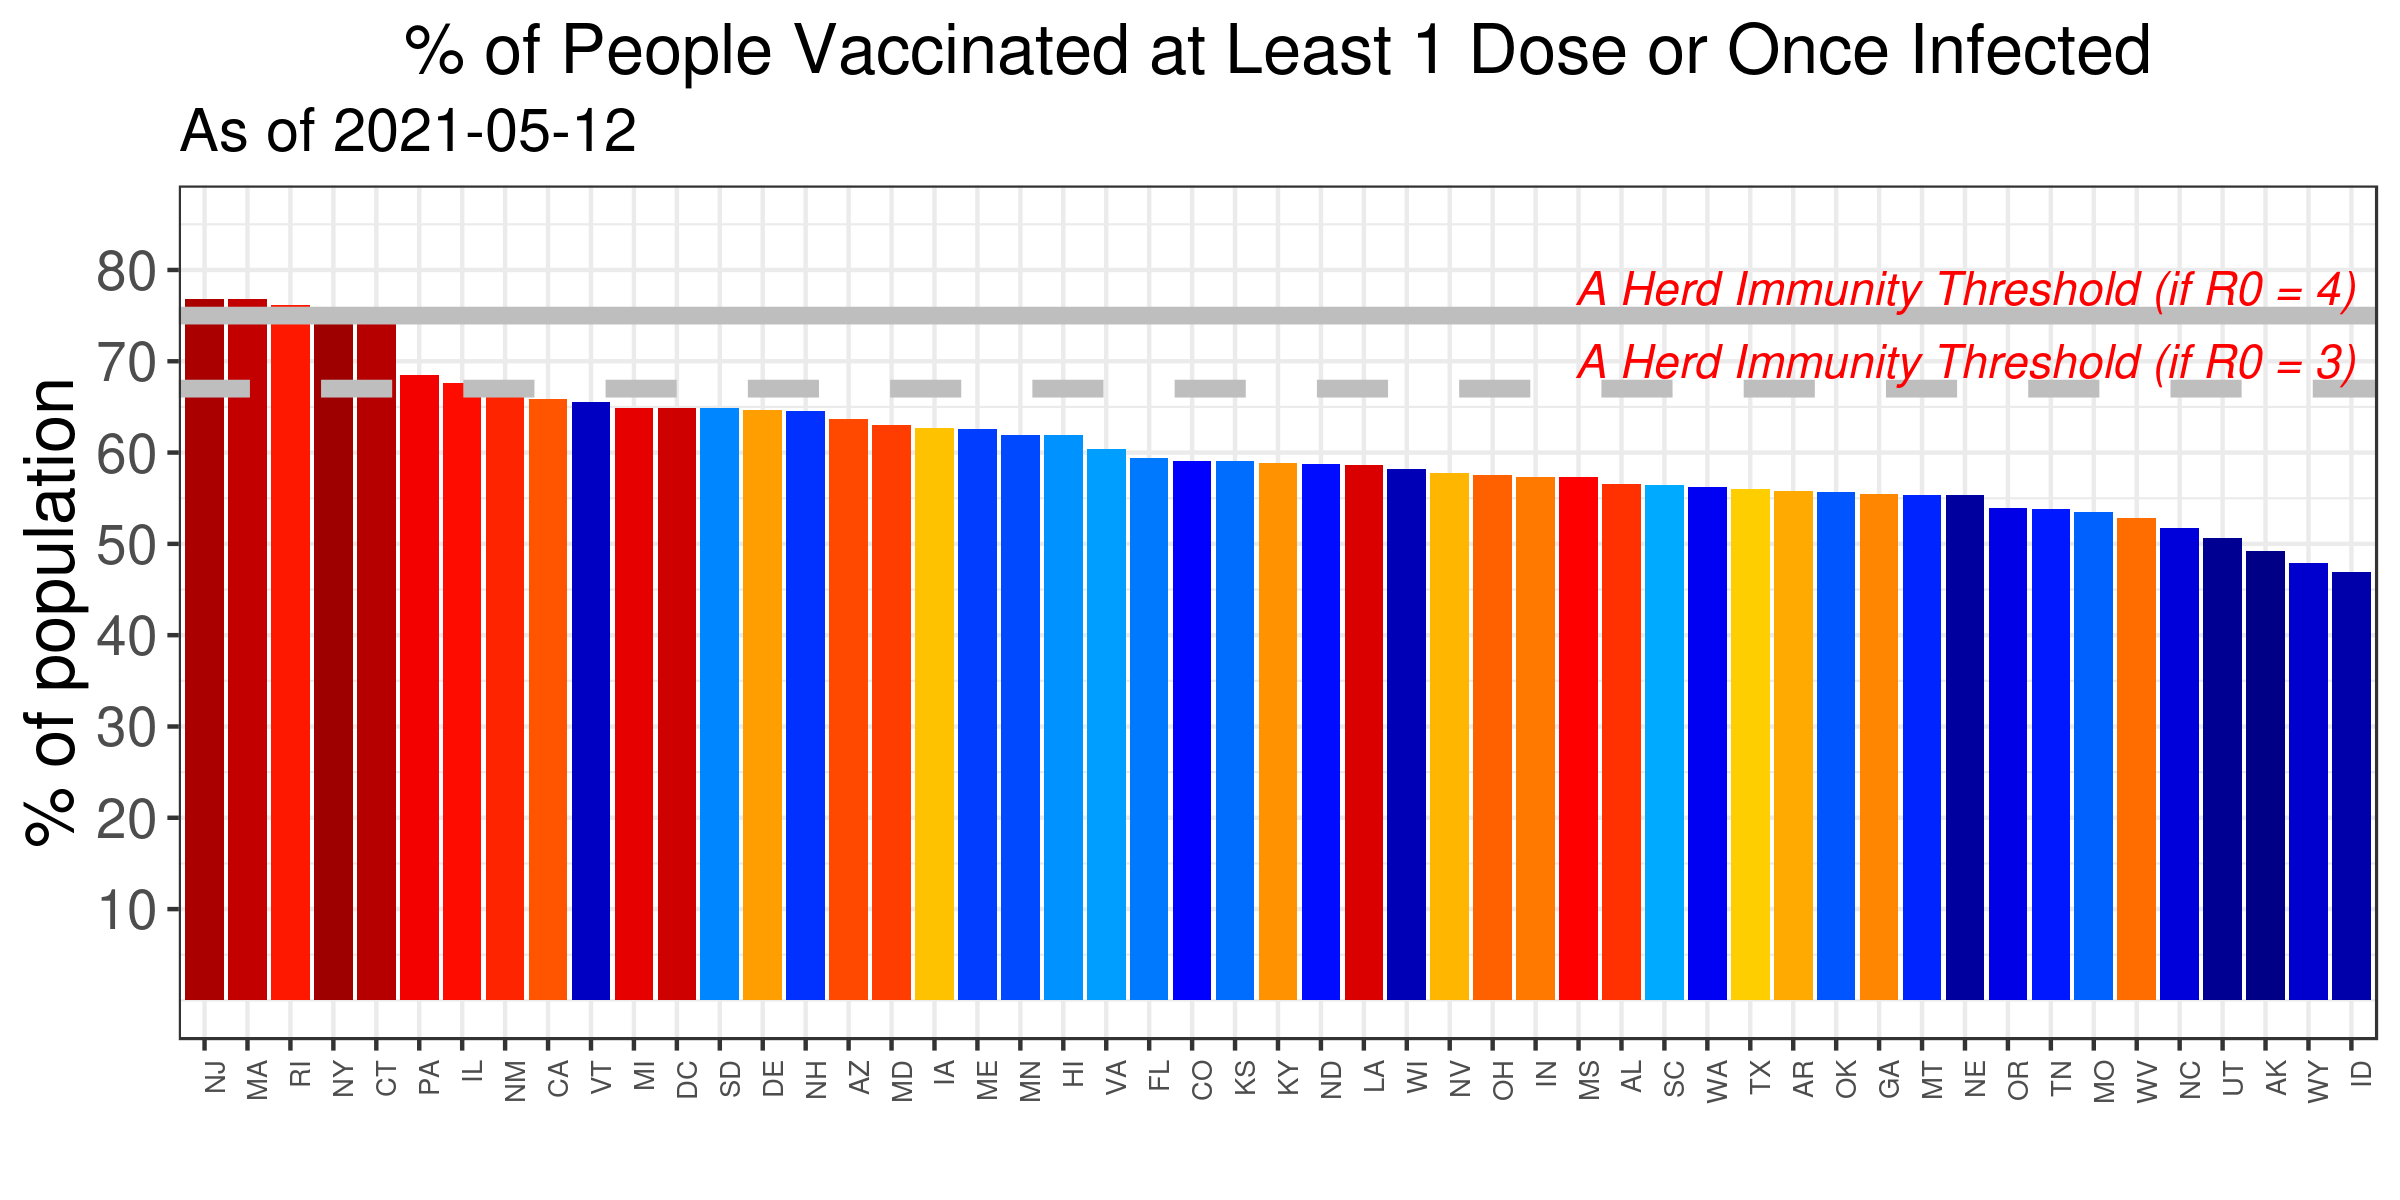 % of People Vaccinated at Least 1 Dose or Once Infected
As of 2021-05-12
% of population
80
70
60
50
40
30
20
10
A Herd Immunity Threshold (if R0 = 4)
A Herd Immunity Threshold (if R0 = 3)
NJ MA RI NY CT PA IL NM CA VT MI DC SD DE NH AZ MD IA ME MN HI VA FL CO KS KY ND LA WI NV OH IN MS AL SC WA TX AR OK GA MT NE OR TN MO WV NC UT AK WY ID